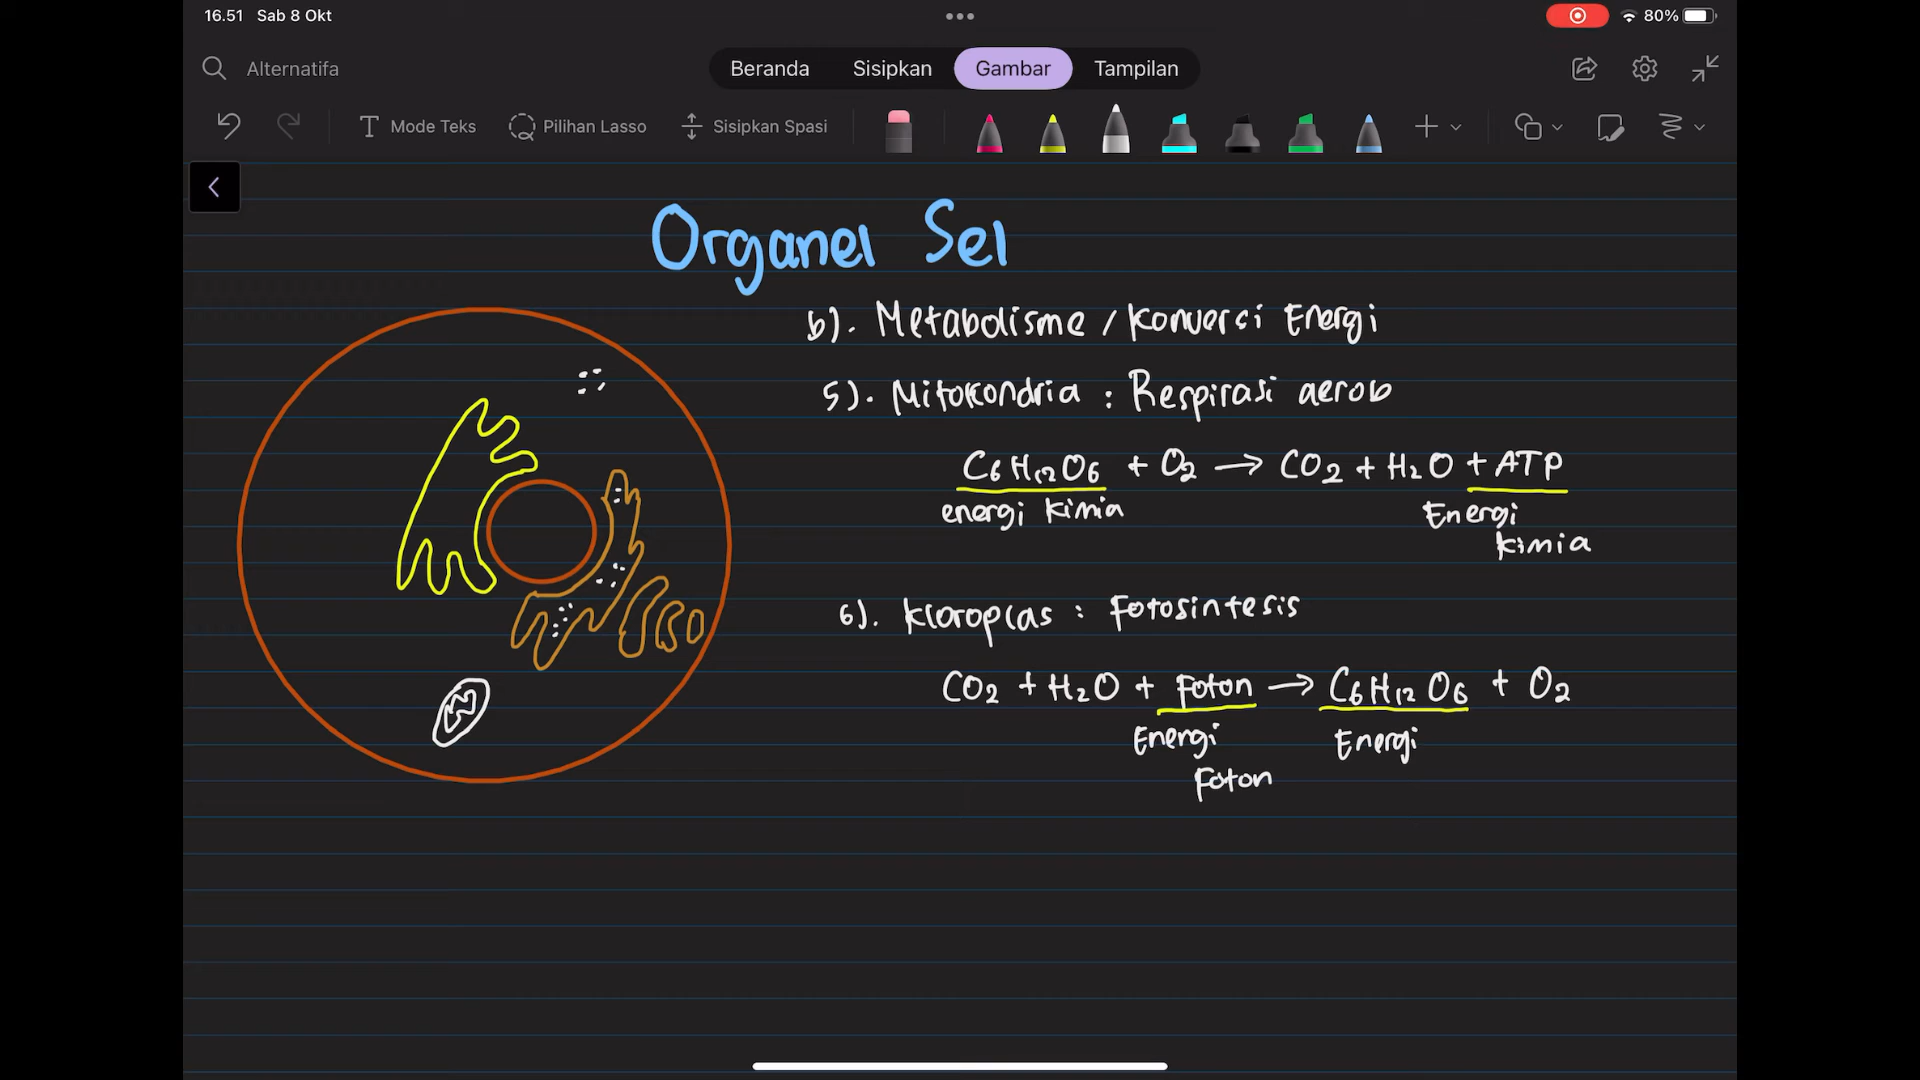 16.51 Sab 8 Okt
80%
Alternatifa
Beranda Sisipkan Gambar Tampilan
Mode Teks Pilihan Lasso Sisipkan Spasi
Organel Sel
b). Metabolisme / Konversi Energi
5). Mitokondria : Respirasi aerob
C6H12O6 + O2 → CO2 + H2O + ATP
energi kimia Energi kimia
6). Kloroplas : Fotosintesis
CO2 + H2O + Foton → C6H12O6 + O2
Energi Foton Energi